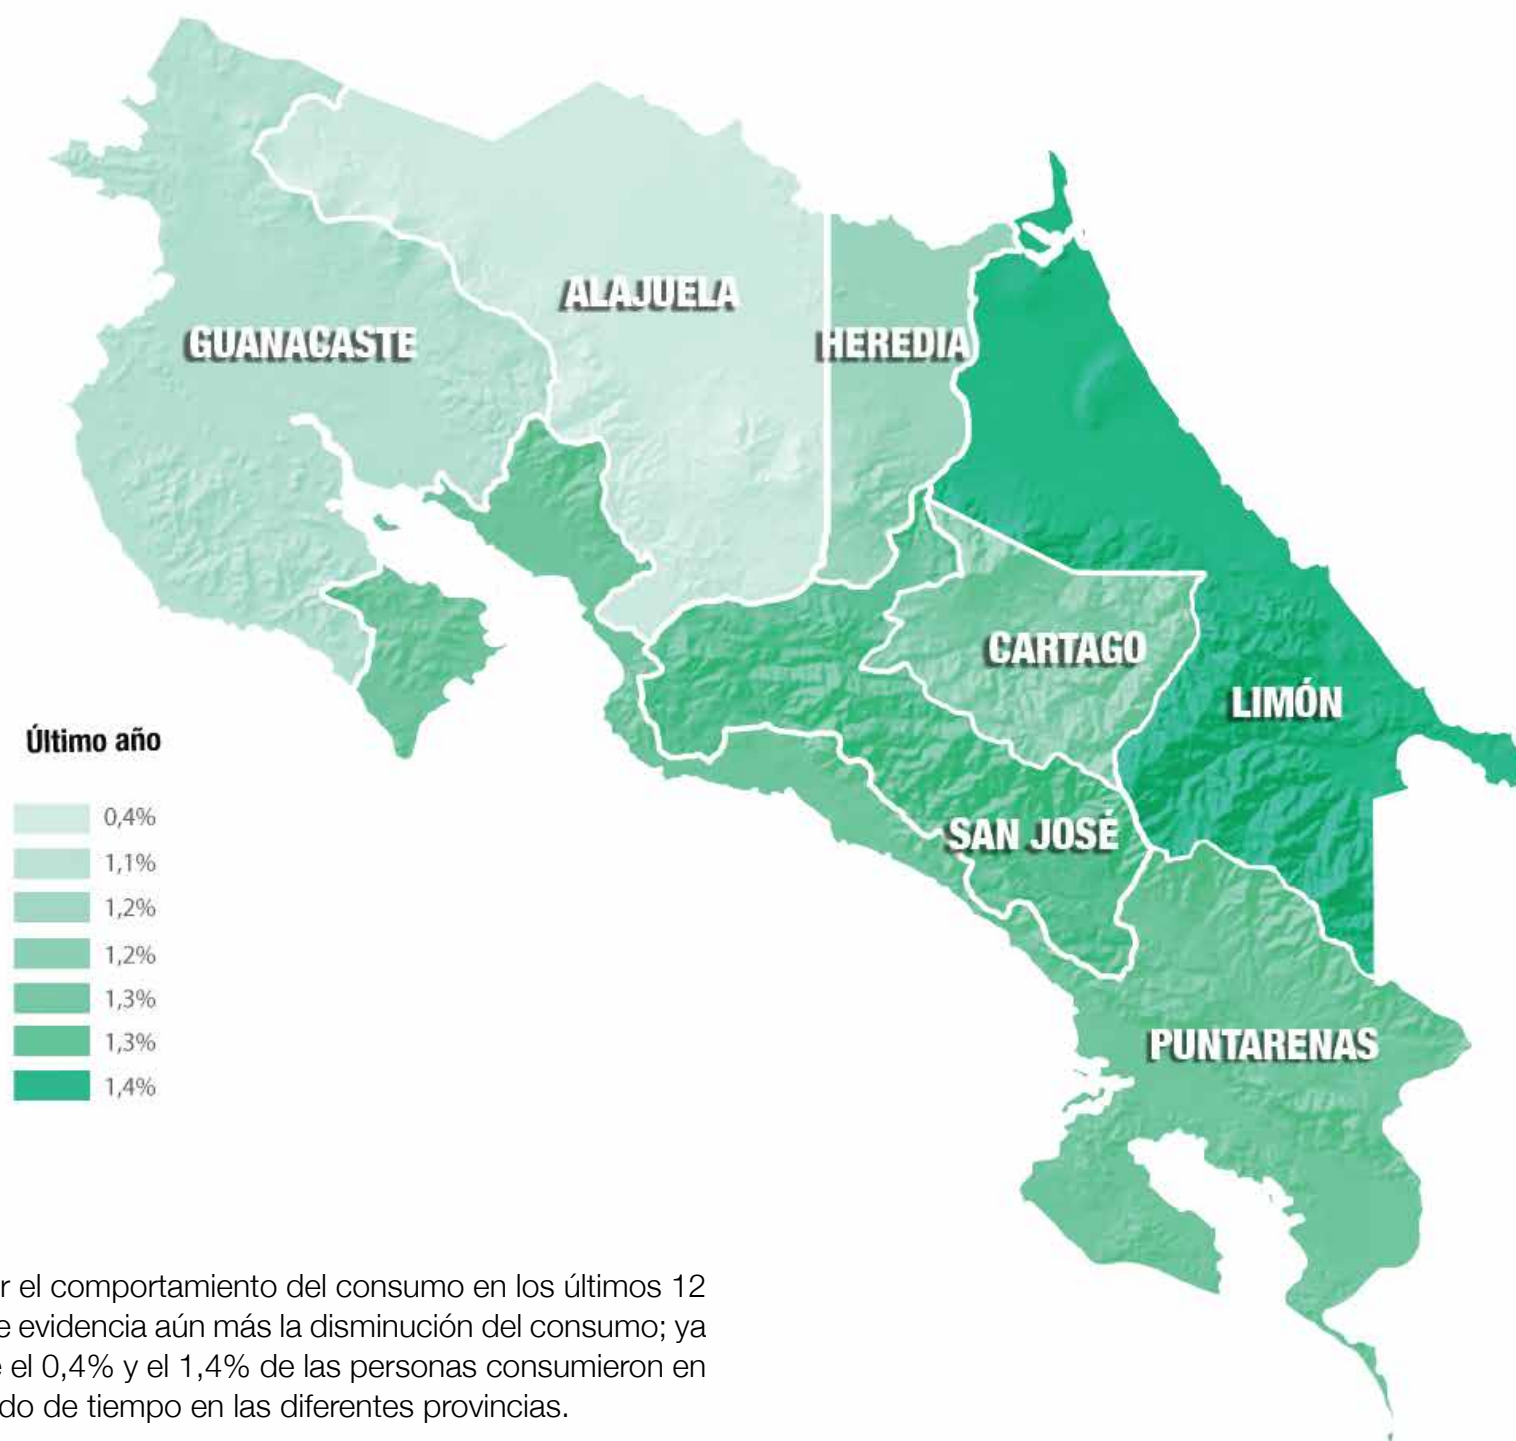 ALAJUELA
GUANACASTE
HEREDIA
CARTAGO
LIMÓN
SAN JOSÉ
PUNTARENAS
Último año
0,4%
1,1%
1,2%
1,2%
1,3%
1,3%
1,4%
r el comportamiento del consumo en los últimos 12
e evidencia aún más la disminución del consumo; ya
e el 0,4% y el 1,4% de las personas consumieron en
do de tiempo en las diferentes provincias.